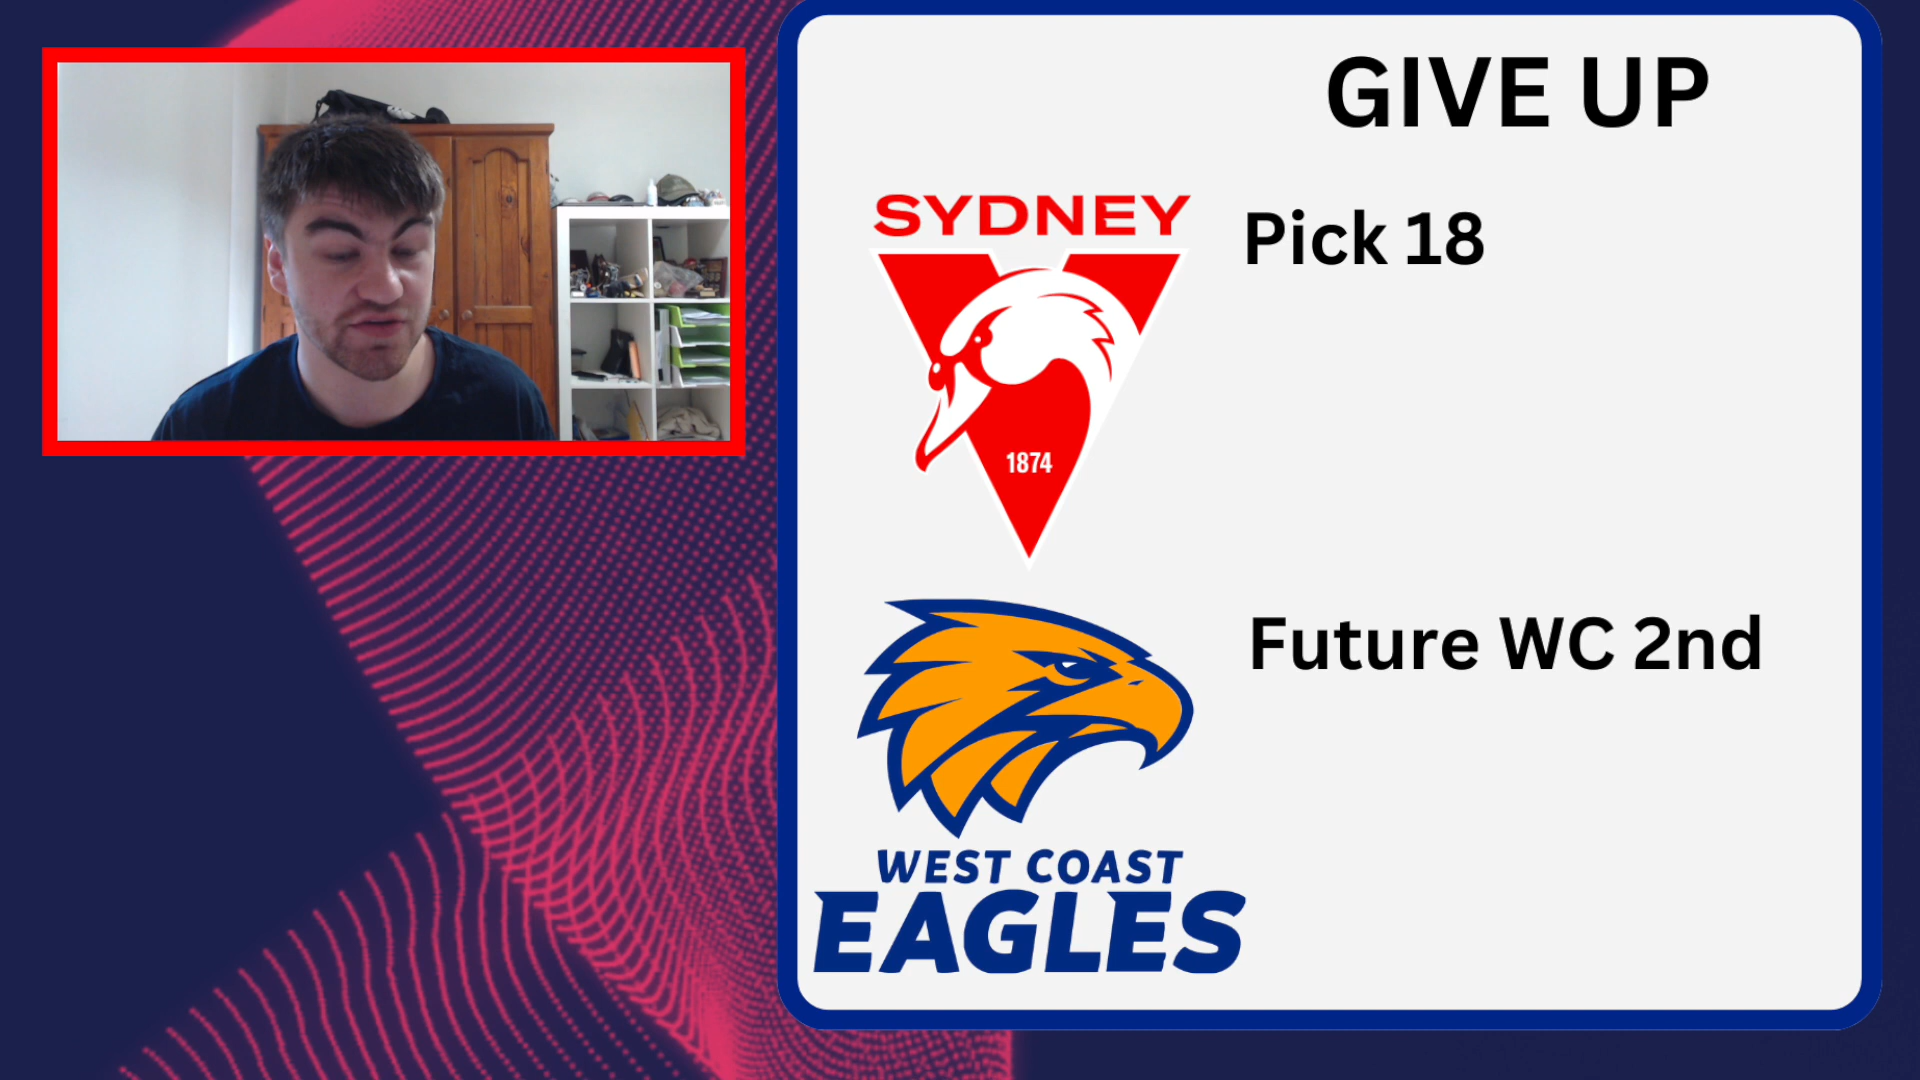 GIVE UP
SYDNEY
Pick 18
1874
Future WC 2nd
WEST COAST
EAGLES